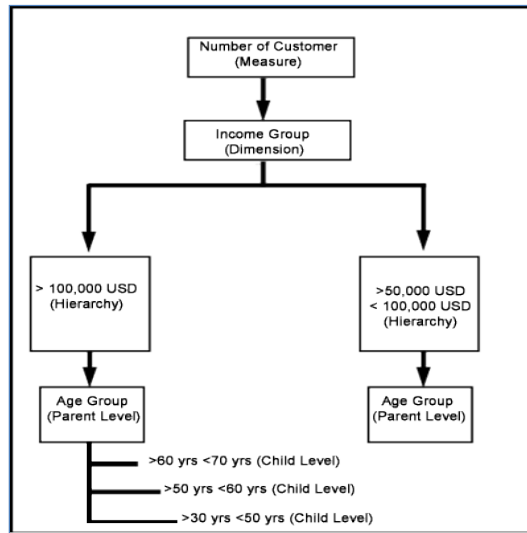 Number of Customer
(Measure)
Income Group
(Dimension)
> 100,000 USD
(Hierarchy)
>50,000 USD
< 100,000 USD
(Hierarchy)
Age Group
(Parent Level)
Age Group
(Parent Level)
>60 yrs <70 yrs (Child Level)
>50 yrs <60 yrs (Child Level)
>30 yrs <50 yrs (Child Level)